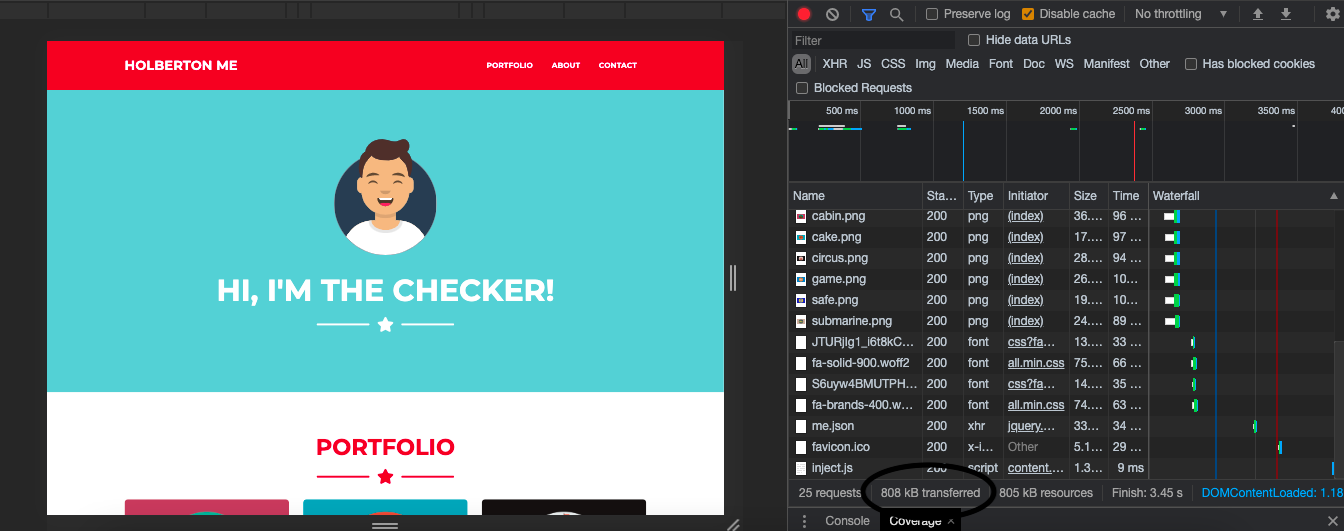 HOLBERTON ME
PORTFOLIO ABOUT CONTACT
HI, I'M THE CHECKER!
PORTFOLIO
Preserve log Disable cache No throttling
Filter Hide data URLs
All XHR JS CSS Img Media Font Doc WS Manifest Other Has blocked cookies
Blocked Requests
500 ms 1000 ms 1500 ms 2000 ms 2500 ms 3000 ms 3500 ms 400
Name Sta... Type Initiator Size Time Waterfall
cabin.png 200 png (index) 36.... 96 ...
cake.png 200 png (index) 17.... 97 ...
circus.png 200 png (index) 28.... 94 ...
game.png 200 png (index) 26.... 10...
safe.png 200 png (index) 19.... 10...
submarine.png 200 png (index) 24.... 89 ...
JTURjIg1_i6t8kC... 200 font css?fa... 13.... 33 ...
fa-solid-900.woff2 200 font all.min.css 75.... 66 ...
S6uyw4BMUTPH... 200 font css?fa... 14.... 35 ...
fa-brands-400.w... 200 font all.min.css 74.... 63 ...
me.json 200 xhr jquery.... 33.... 34 ...
favicon.ico 200 x-i... Other 5.1... 29 ...
inject.js 200 script content.... 1.3... 9 ms
25 requests 808 kB transferred 805 kB resources Finish: 3.45 s DOMContentLoaded: 1.18
Console Coverage